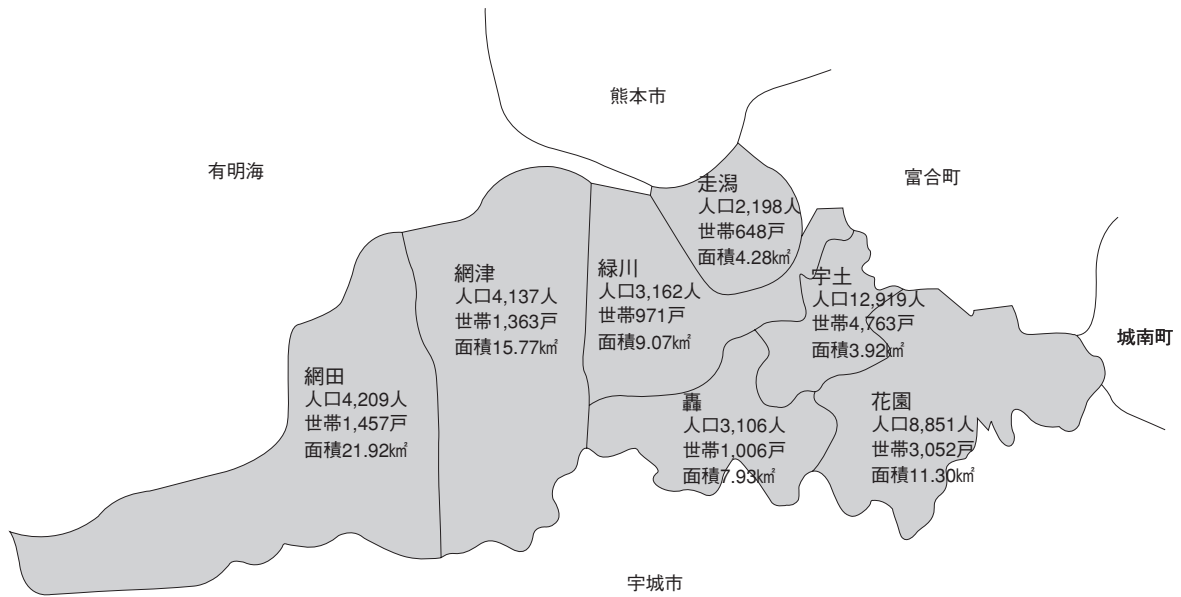 熊本市
有明海
富合町
走潟
人口2,198人
世帯648戸
面積4.28㎢
網津
人口4,137人
世帯1,363戸
面積15.77㎢
緑川
人口3,162人
世帯971戸
面積9.07㎢
宇土
人口12,919人
世帯4,763戸
面積3.92㎢
城南町
網田
人口4,209人
世帯1,457戸
面積21.92㎢
轟
人口3,106人
世帯1,006戸
面積7.93㎢
花園
人口8,851人
世帯3,052戸
面積11.30㎢
宇城市